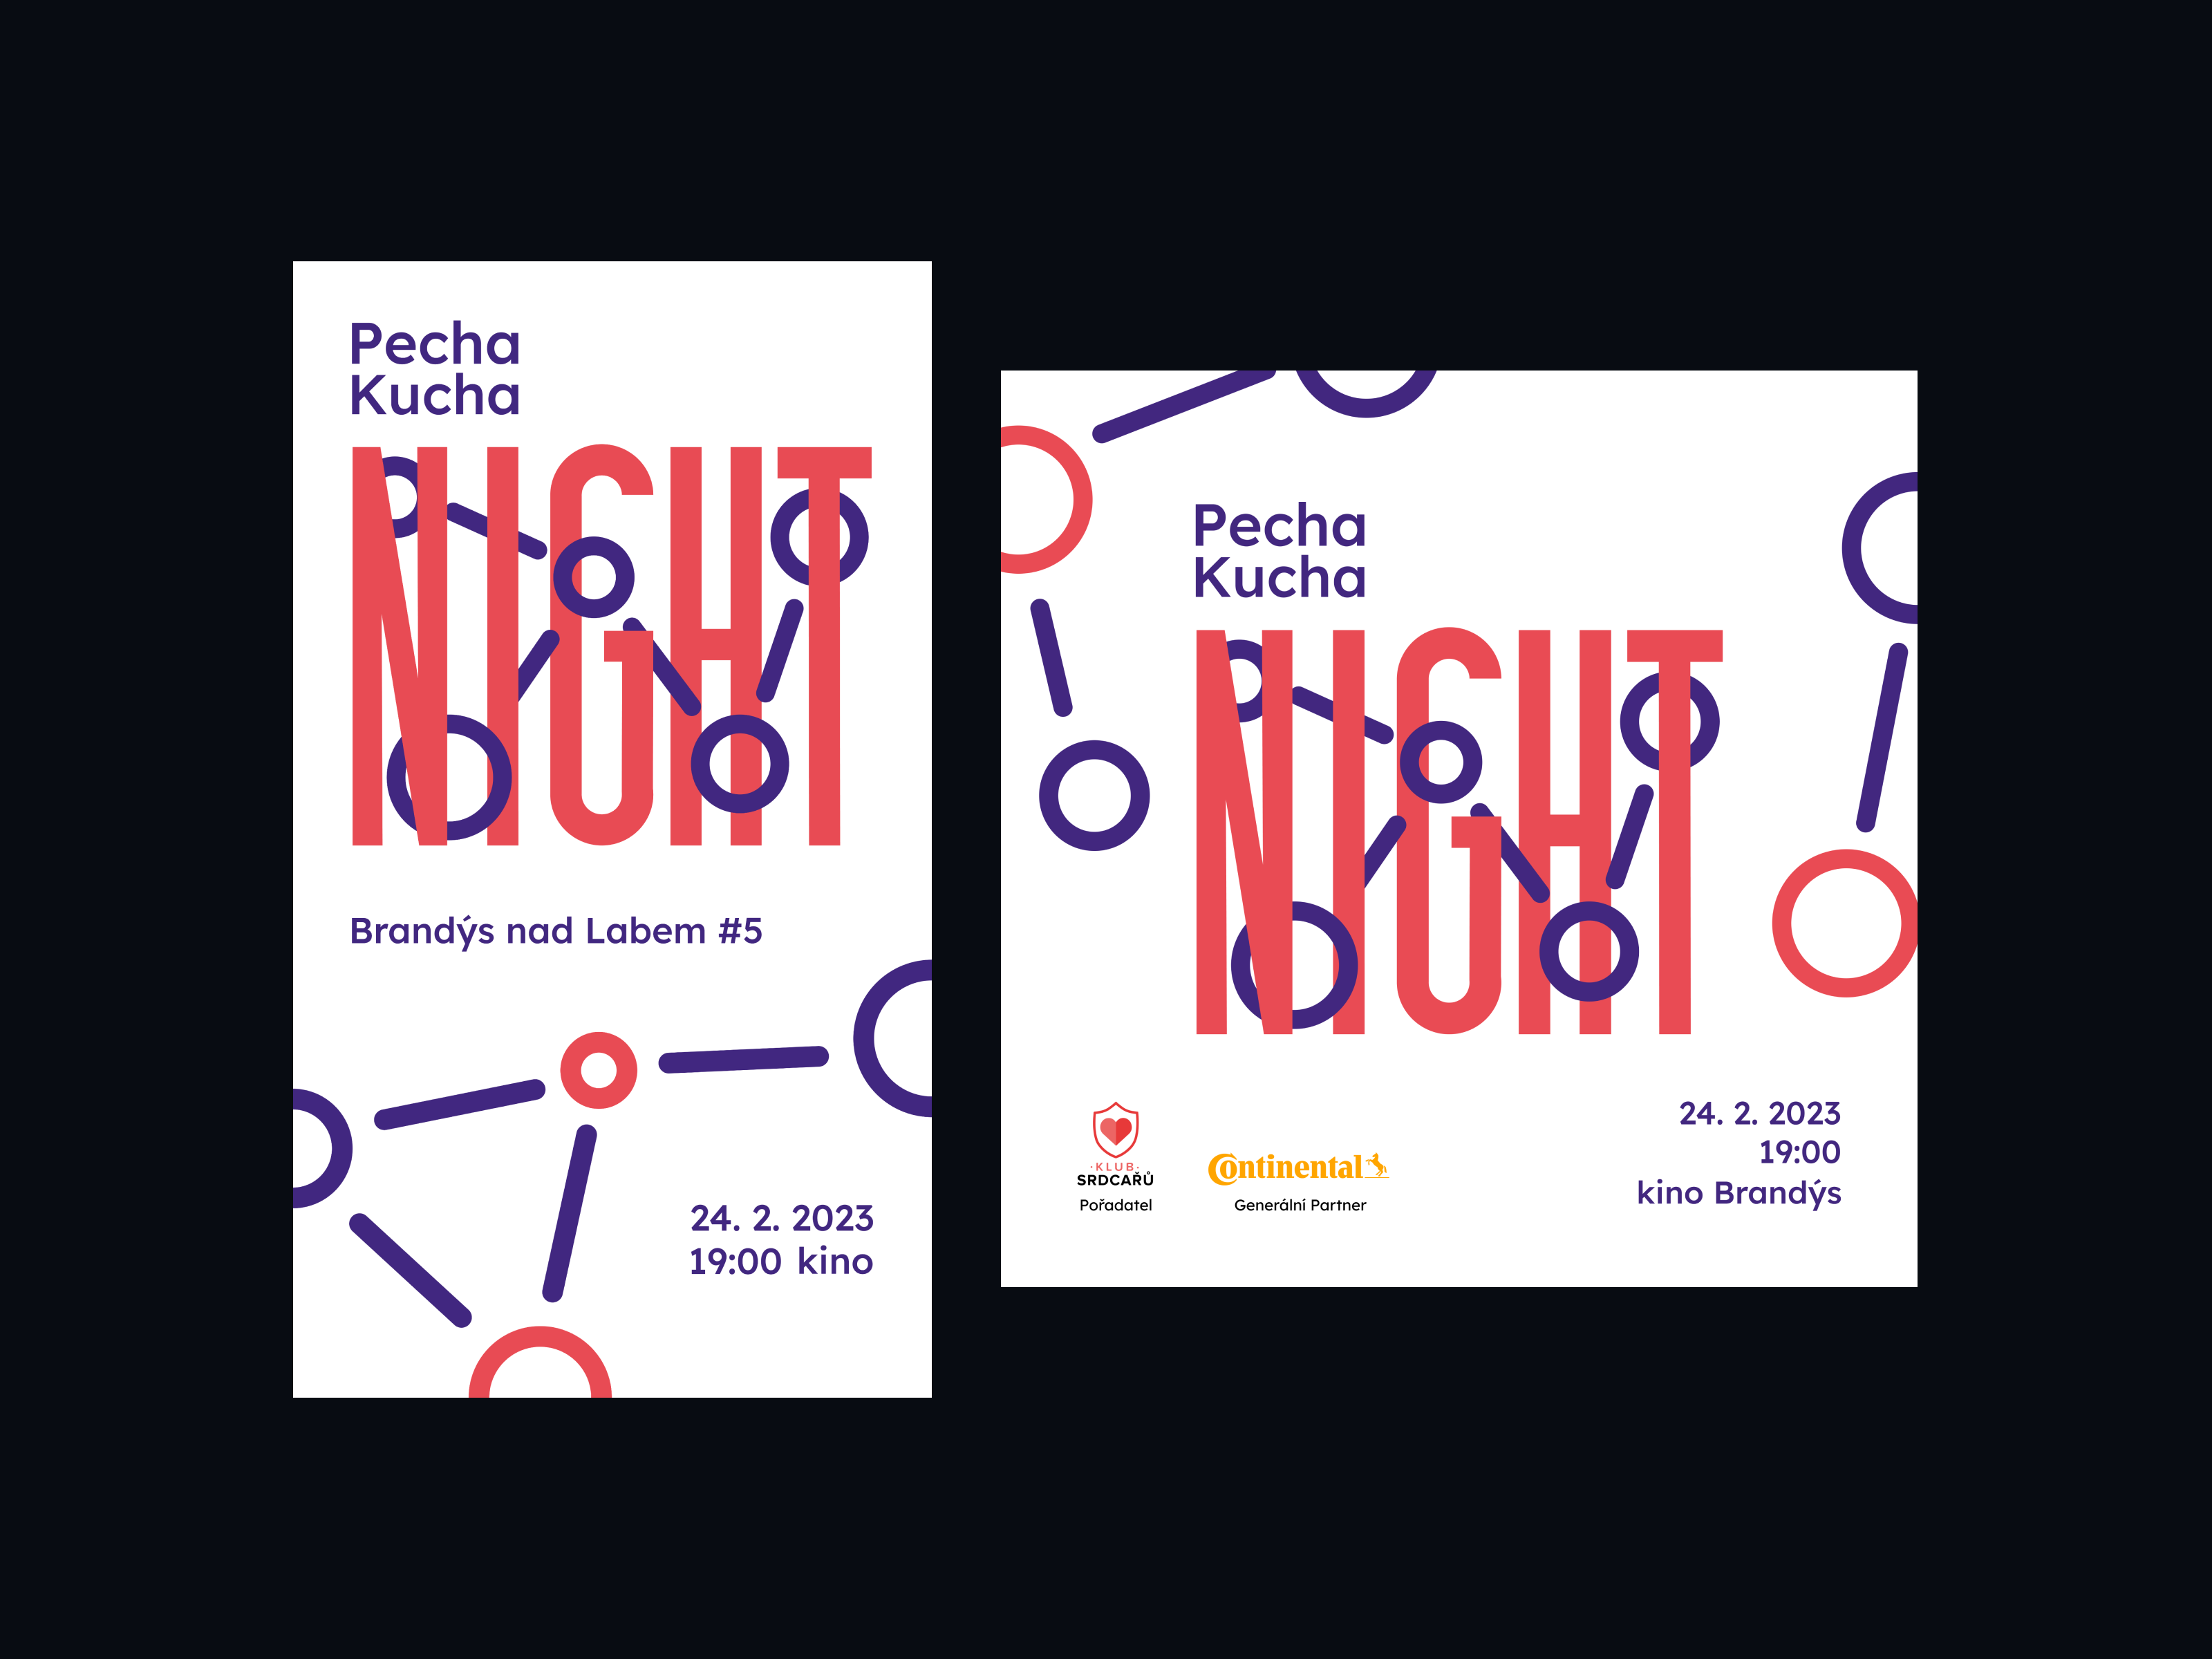 Pecha
Kucha
NIGHT
Brandýs nad Labem #5
24. 2. 2023
19:00 kino
Pecha
Kucha
NIGHT
·KLUB·
SRDCAŘŮ
Pořadatel
Continental
Generální Partner
24. 2. 2023
19:00
kino Brandýs